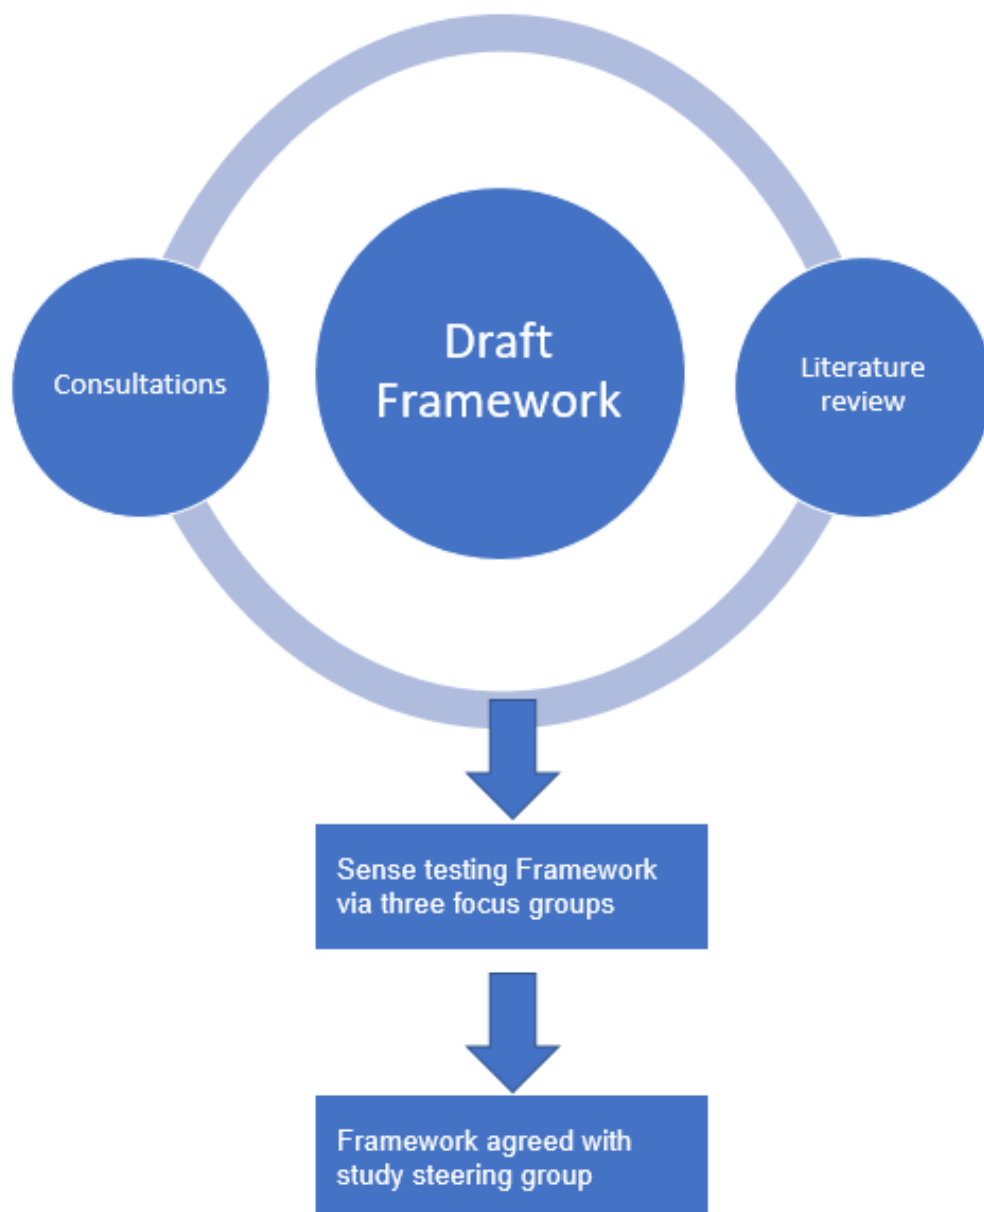 Draft
Framework
Consultations
Literature
review
Sense testing Framework
via three focus groups
Framework agreed with
study steering group